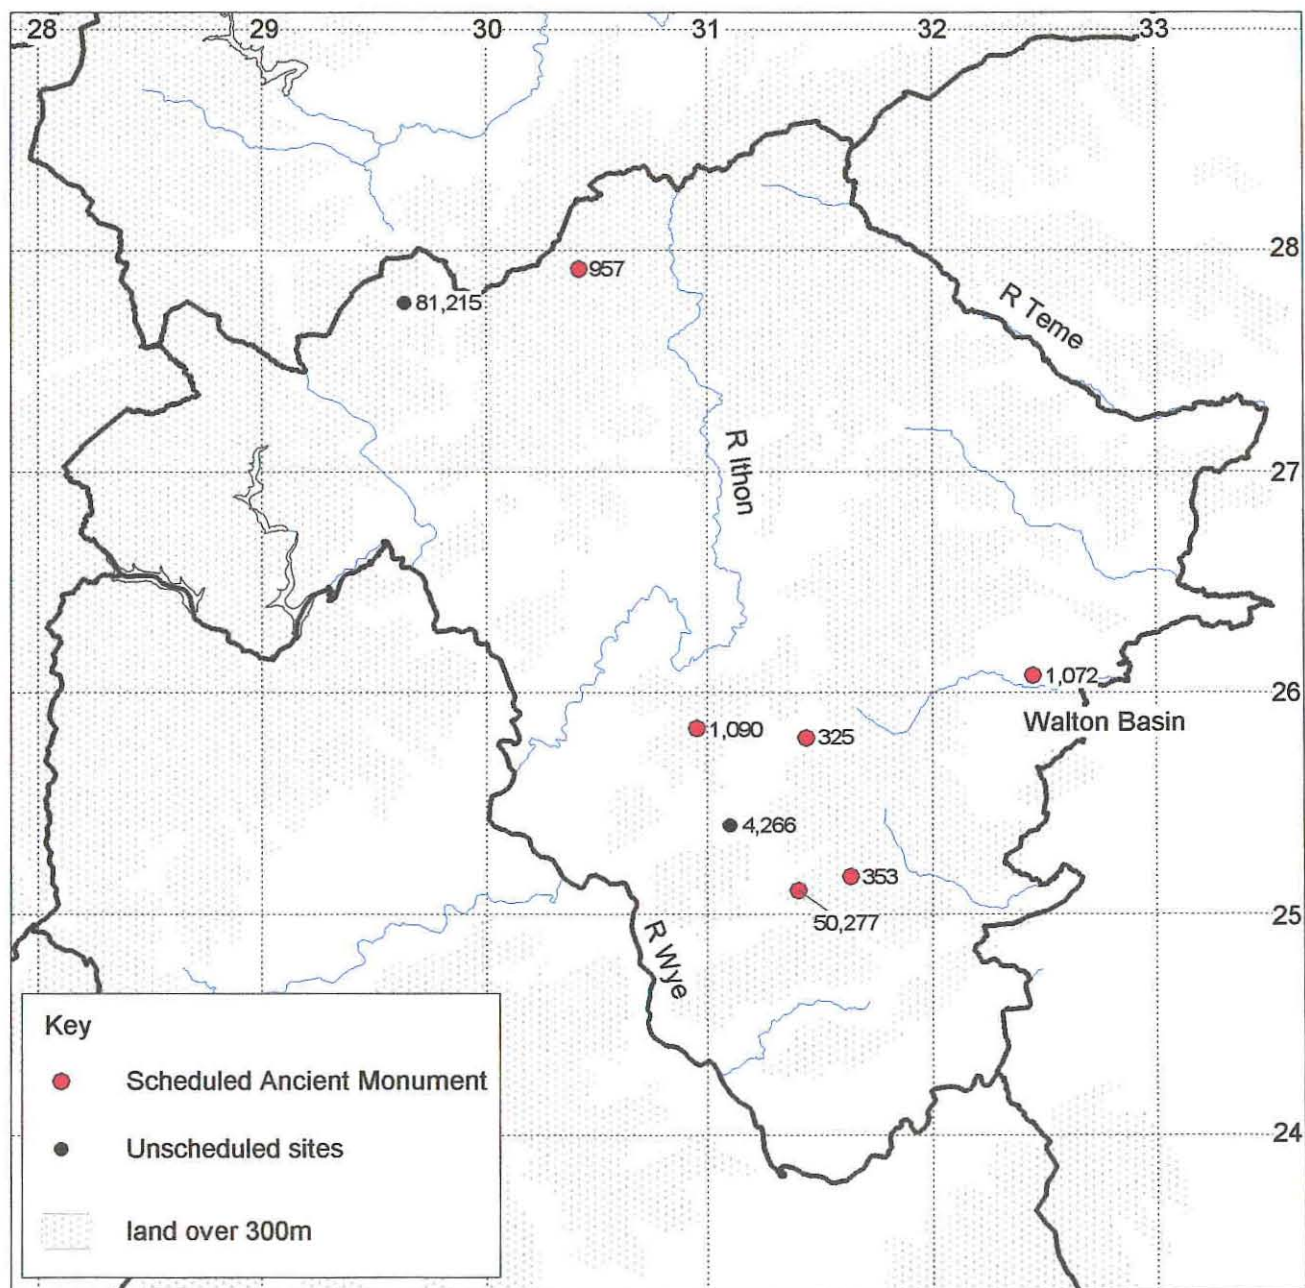 28 29 30 31 32 33
28
957
81,215
R Teme
R Ithon
27
1,072
26
Walton Basin
1,090
325
4,266
353
50,277
25
R Wye
Key
Scheduled Ancient Monument
Unscheduled sites
24
land over 300m